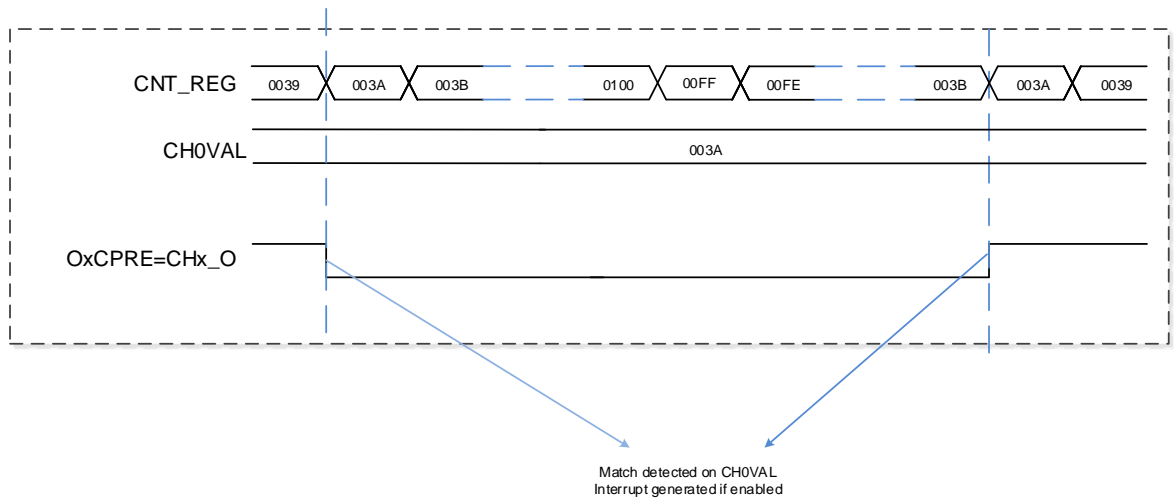 CNT_REG 0039 003A 003B 0100 00FF 00FE 003B 003A 0039
CH0VAL 003A
OxCPRE=CHx_O
Match detected on CH0VAL
Interrupt generated if enabled